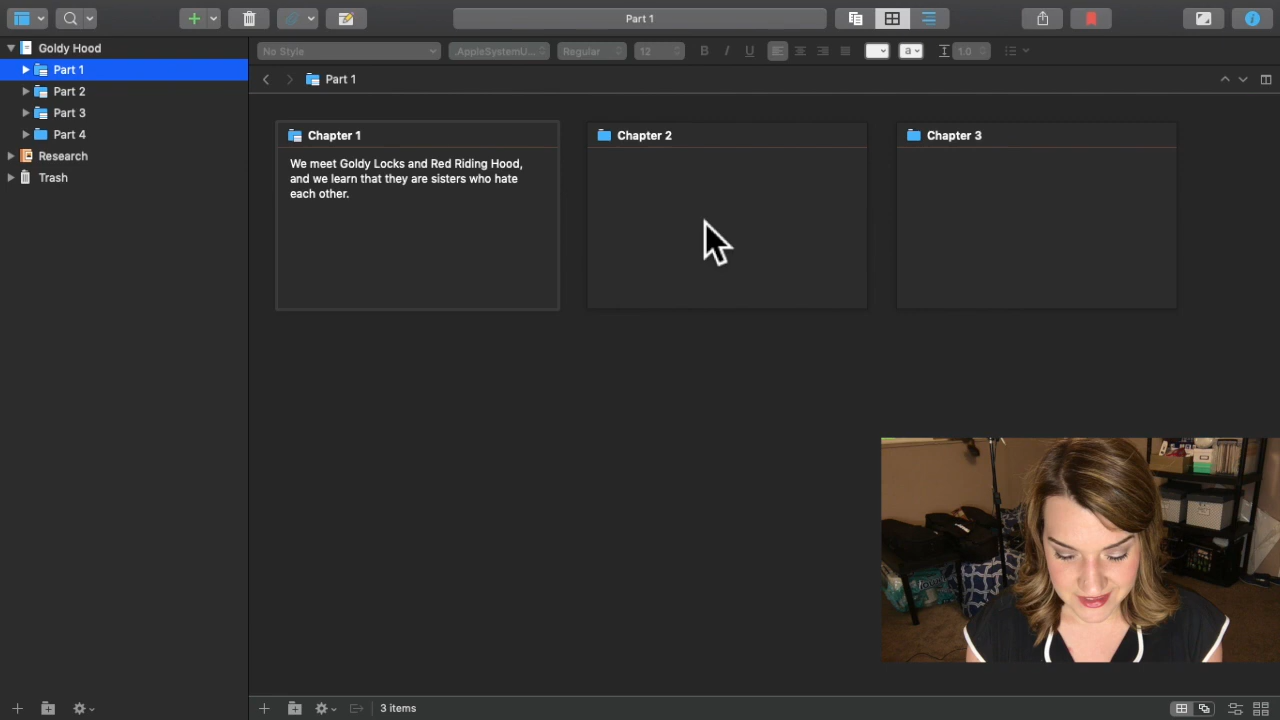 Part 1
Goldy Hood
Part 1
Part 2
Part 3
Part 4
Research
Trash
No Style
.AppleSystemU...
Regular
12
B
I
U
a
1.0
Part 1
Chapter 1
We meet Goldy Locks and Red Riding Hood,
and we learn that they are sisters who hate
each other.
Chapter 2
Chapter 3
3 items